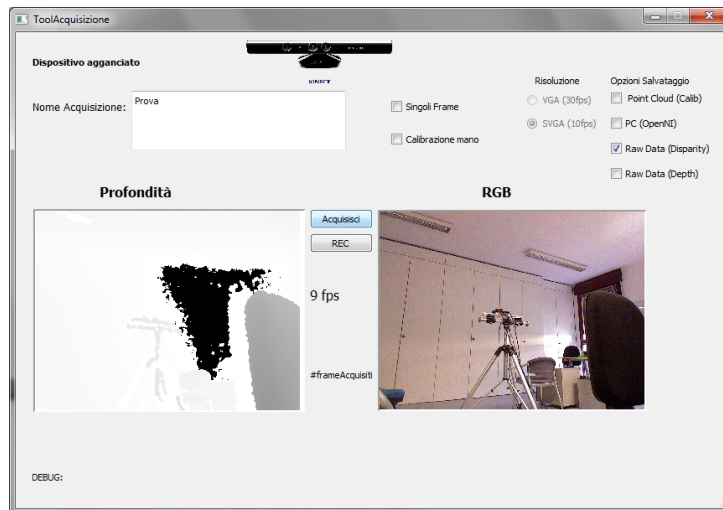 ToolAcquisizione
Dispositivo agganciato
KINECT
Risoluzione
Opzioni Salvataggio
Nome Acquisizione:
Prova
Singoli Frame
VGA (30fps)
Point Cloud (Calib)
SVGA (10fps)
PC (OpenNI)
Calibrazione mano
Raw Data (Disparity)
Raw Data (Depth)
Profondità
RGB
Acquisisci
REC
9 fps
#frameAcquisiti
DEBUG: